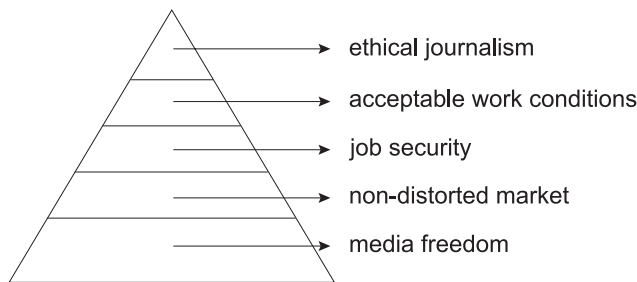 ethical journalism
acceptable work conditions
job security
non-distorted market
media freedom